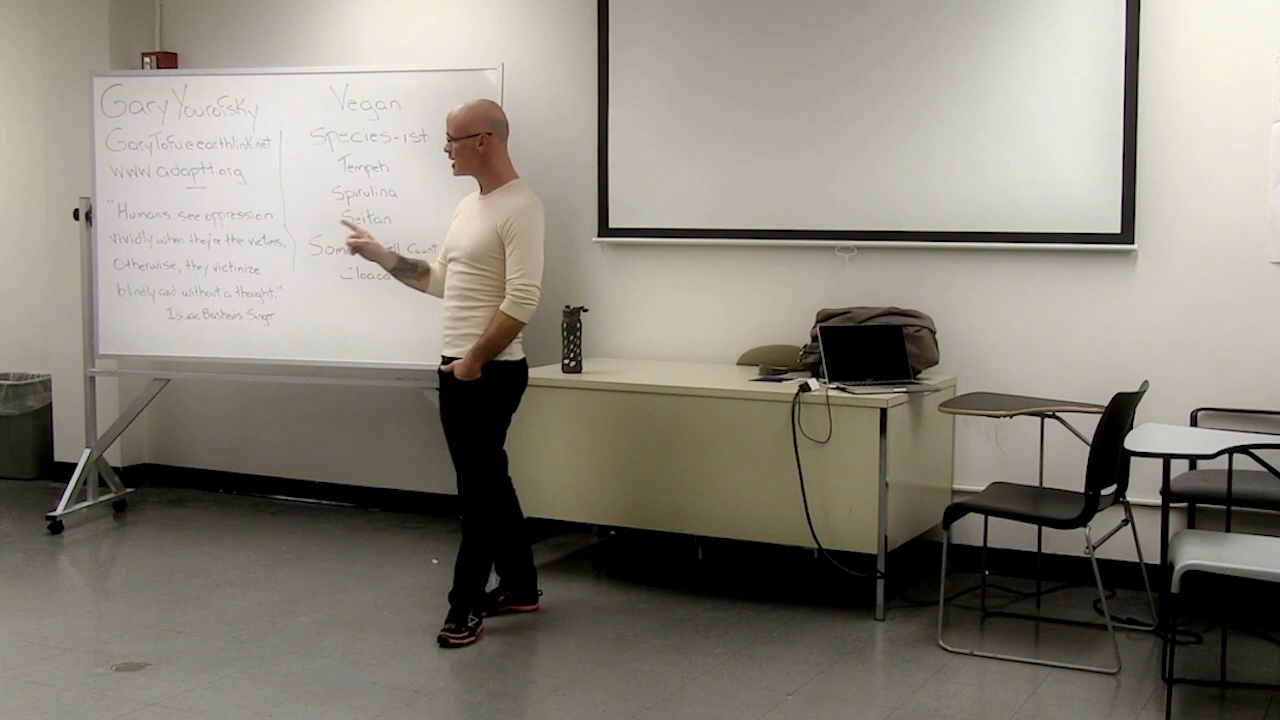 Gary Yourofsky
GaryTofu@earthlink.net
www.adaptt.org
"Humans see oppression
vividly when they're the victims.
Otherwise, they victimize
blindly and without a thought."
Isaac Bashevis Singer
Vegan
Species-ist
Tempeh
Spirulina
Seitan
Count